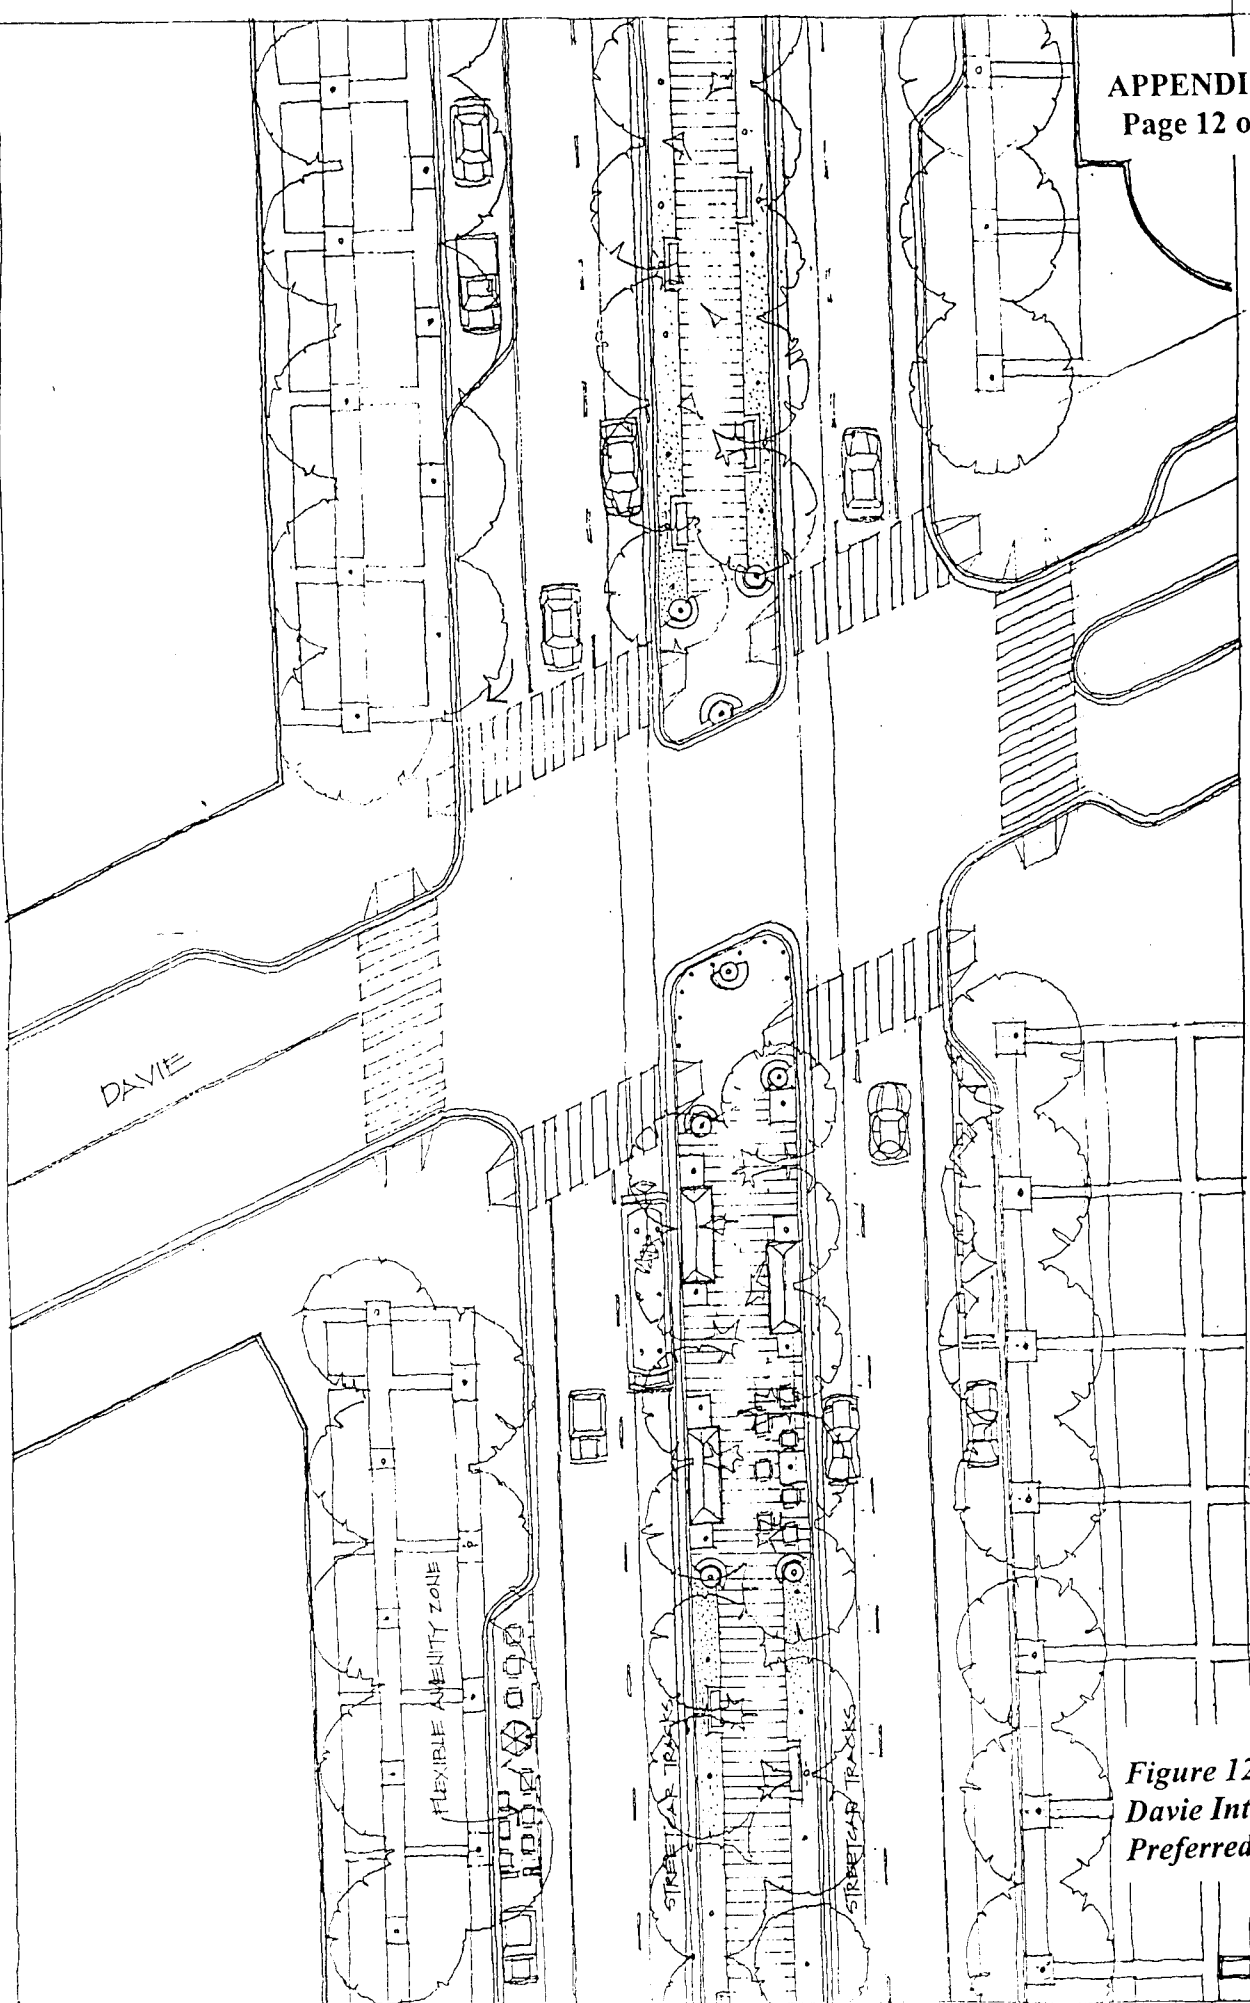 APPENDI
Page 12 o
DAVIE
FLEXIBLE AMENITY ZONE
STREETCAR TRACKS
STREETCAR TRACKS
Figure 12
Davie Int
Preferred